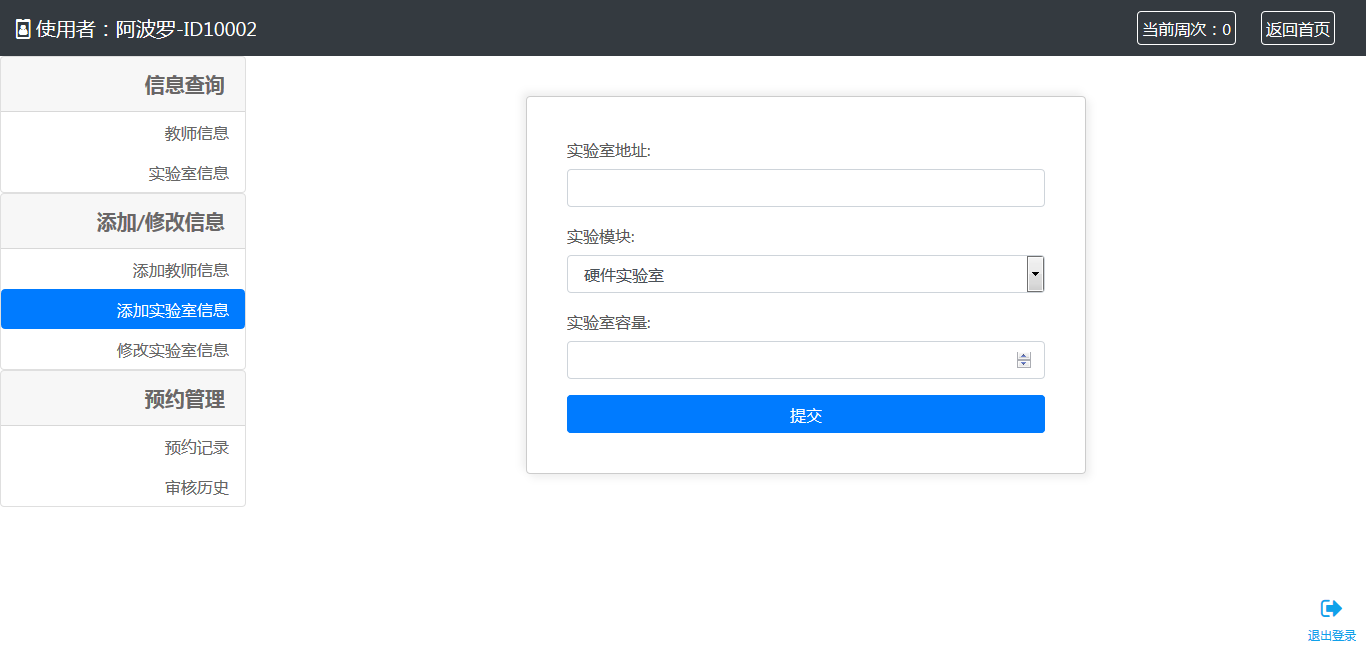 使用者：阿波罗-ID10002
当前周次：0
返回首页
信息查询
教师信息
实验室信息
添加/修改信息
添加教师信息
添加实验室信息
修改实验室信息
预约管理
预约记录
审核历史
实验室地址:
实验模块:
硬件实验室
实验室容量:
提交
退出登录